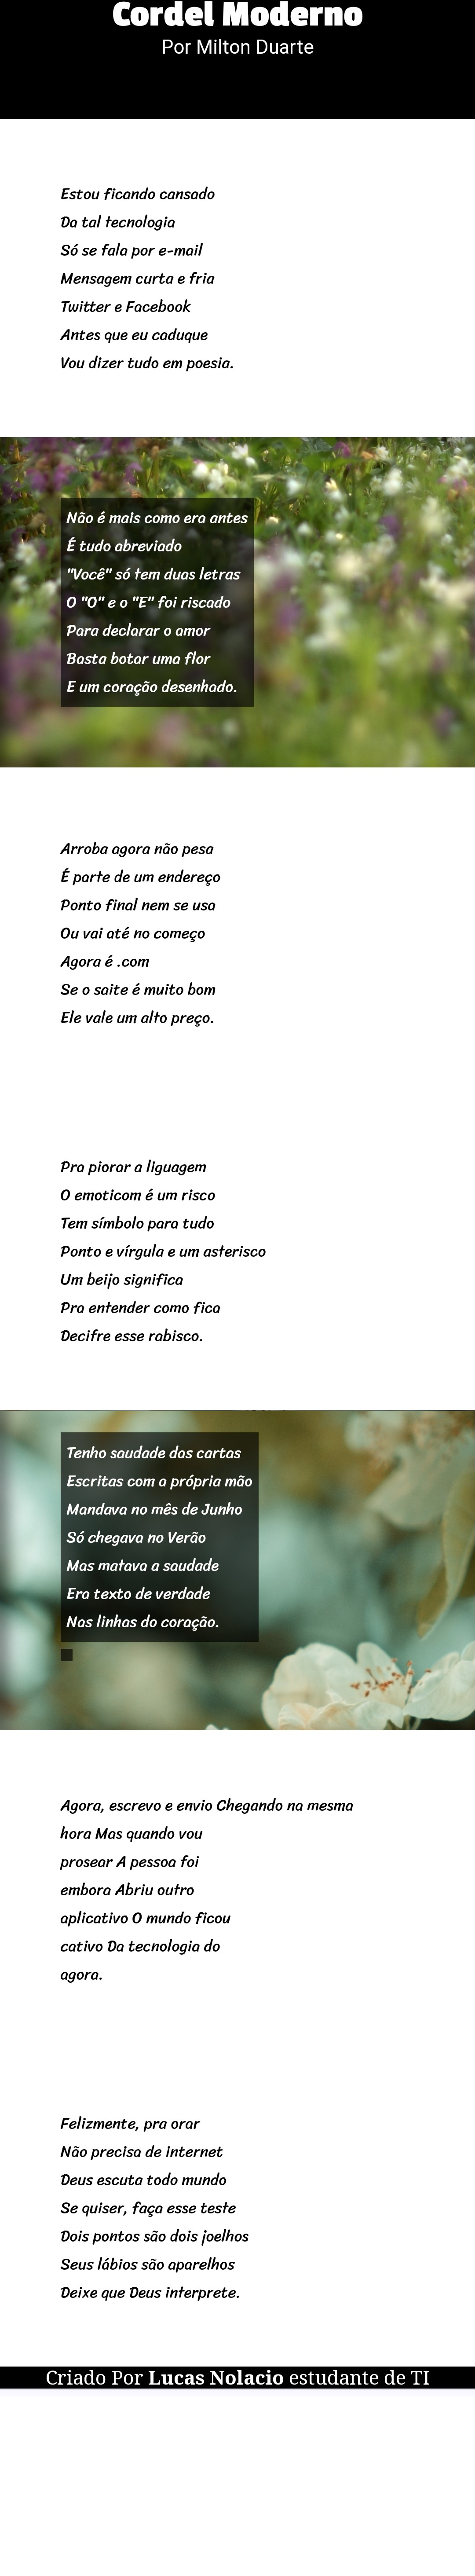 Cordel Moderno
Por Milton Duarte
Estou ficando cansado
Da tal tecnologia
Só se fala por e-mail
Mensagem curta e fria
Twitter e Facebook
Antes que eu caduque
Vou dizer tudo em poesia.
Não é mais como era antes
É tudo abreviado
"Você" só tem duas letras
O "O" e o "E" foi riscado
Para declarar o amor
Basta botar uma flor
E um coração desenhado.
Arroba agora não pesa
É parte de um endereço
Ponto final nem se usa
Ou vai até no começo
Agora é .com
Se o saite é muito bom
Ele vale um alto preço.
Pra piorar a liguagem
O emoticom é um risco
Tem símbolo para tudo
Ponto e vírgula e um asterisco
Um beijo significa
Pra entender como fica
Decifre esse rabisco.
Tenho saudade das cartas
Escritas com a própria mão
Mandava no mês de Junho
Só chegava no Verão
Mas matava a saudade
Era texto de verdade
Nas linhas do coração.
Agora, escrevo e envio Chegando na mesma
hora Mas quando vou
prosear A pessoa foi
embora Abriu outro
aplicativo O mundo ficou
cativo Da tecnologia do
agora.
Felizmente, pra orar
Não precisa de internet
Deus escuta todo mundo
Se quiser, faça esse teste
Dois pontos são dois joelhos
Seus lábios são aparelhos
Deixe que Deus interprete.
Criado Por Lucas Nolacio estudante de TI